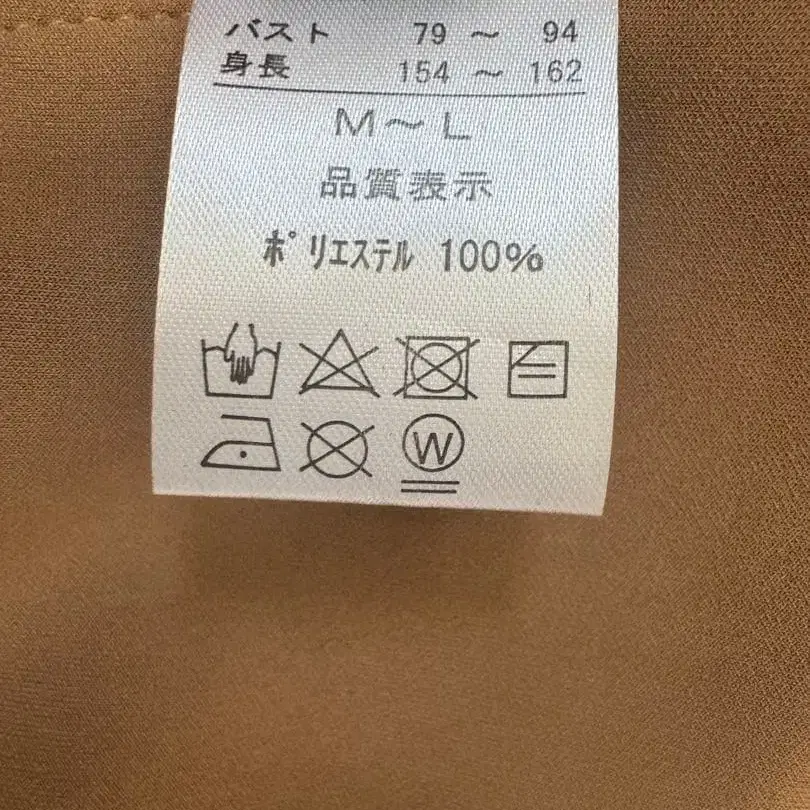 バスト 79 ～ 94
身長 154 ～ 162
M～L
品質表示
ポリエステル 100%
W